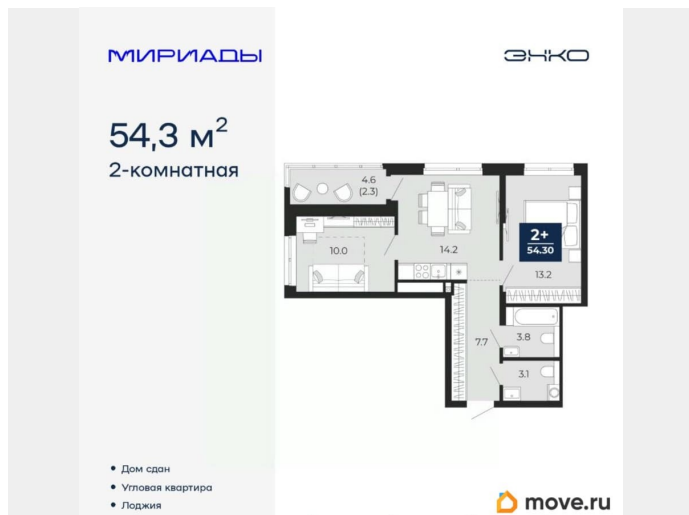 МИРИАДЫ
ЭНКО
54,3 м²
2-комнатная
4.6
(2.3)
10.0
14.2
2+
54.30
13.2
7.7
3.8
3.1
• Дом сдан
• Угловая квартира
• Лоджия
move.ru